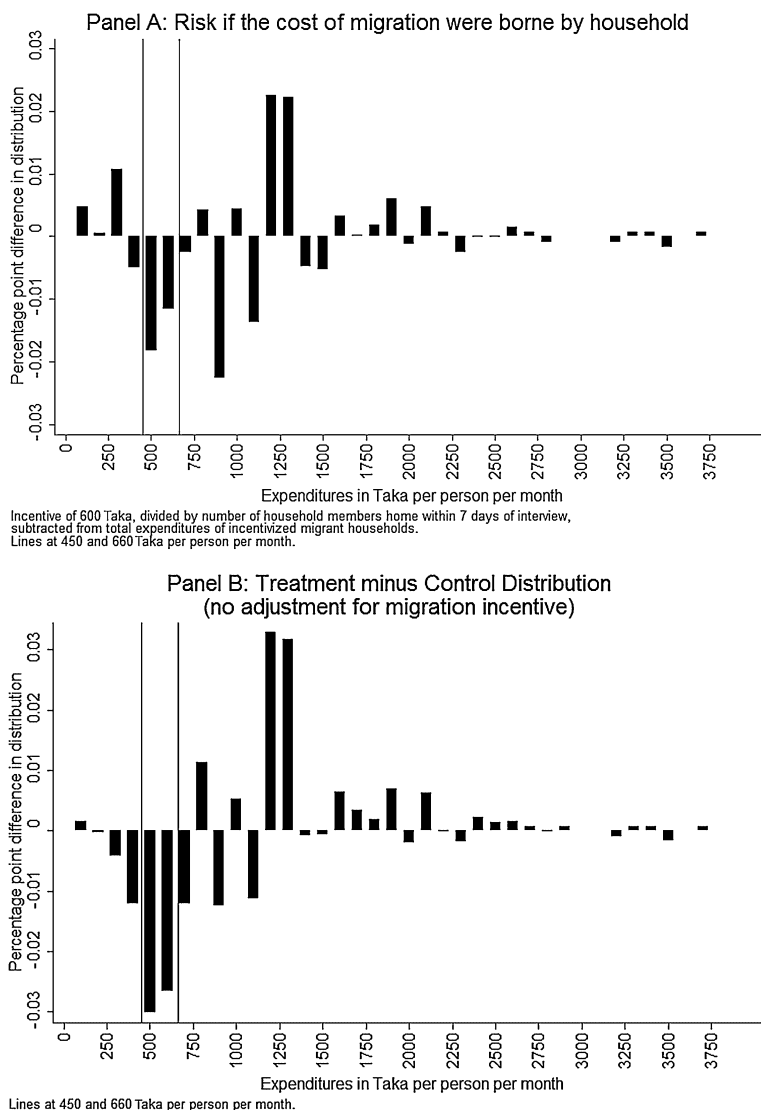 Panel A: Risk if the cost of migration were borne by household
Percentage point difference in distribution
0.03
0.02
0.01
0
-0.01
-0.02
-0.03
0 250 500 750 1000 1250 1500 1750 2000 2250 2500 2750 3000 3250 3500 3750
Expenditures in Taka per person per month
Incentive of 600 Taka, divided by number of household members home within 7 days of interview,
subtracted from total expenditures of incentivized migrant households.
Lines at 450 and 660 Taka per person per month.
Panel B: Treatment minus Control Distribution
(no adjustment for migration incentive)
Percentage point difference in distribution
0.03
0.02
0.01
0
-0.01
-0.02
-0.03
0 250 500 750 1000 1250 1500 1750 2000 2250 2500 2750 3000 3250 3500 3750
Expenditures in Taka per person per month
Lines at 450 and 660 Taka per person per month.